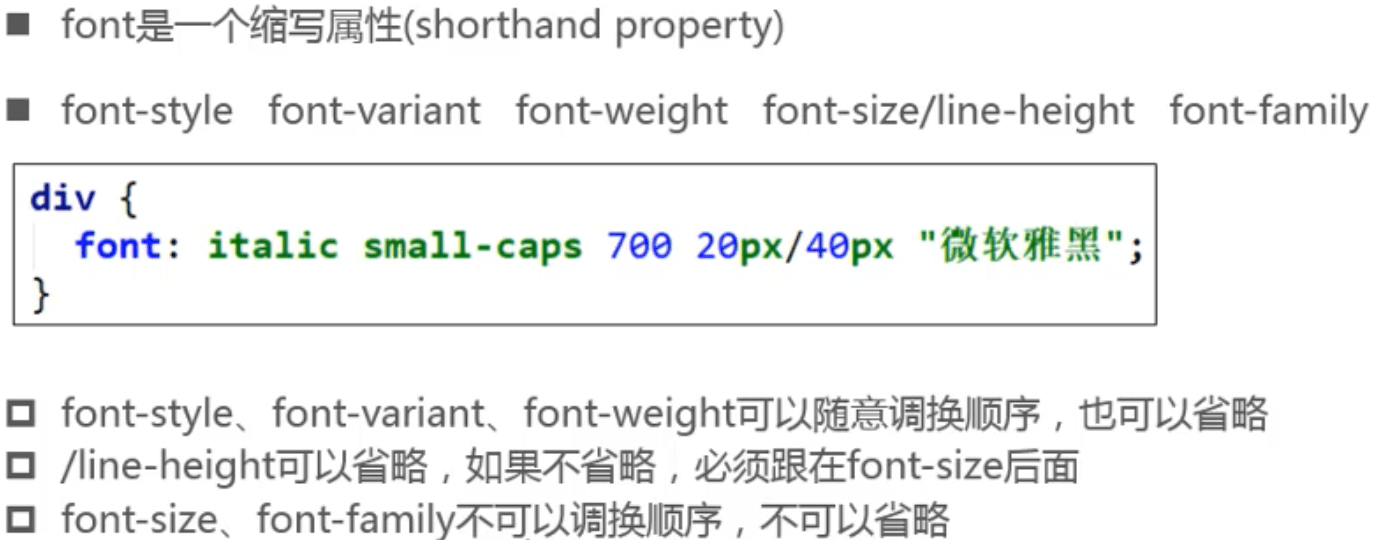 font是一个缩写属性(shorthand property)
font-style font-variant font-weight font-size/line-height font-family
div {
font: italic small-caps 700 20px/40px "微软雅黑";
}
font-style、font-variant、font-weight可以随意调换顺序，也可以省略
/line-height可以省略，如果不省略，必须跟在font-size后面
font-size、font-family不可以调换顺序，不可以省略